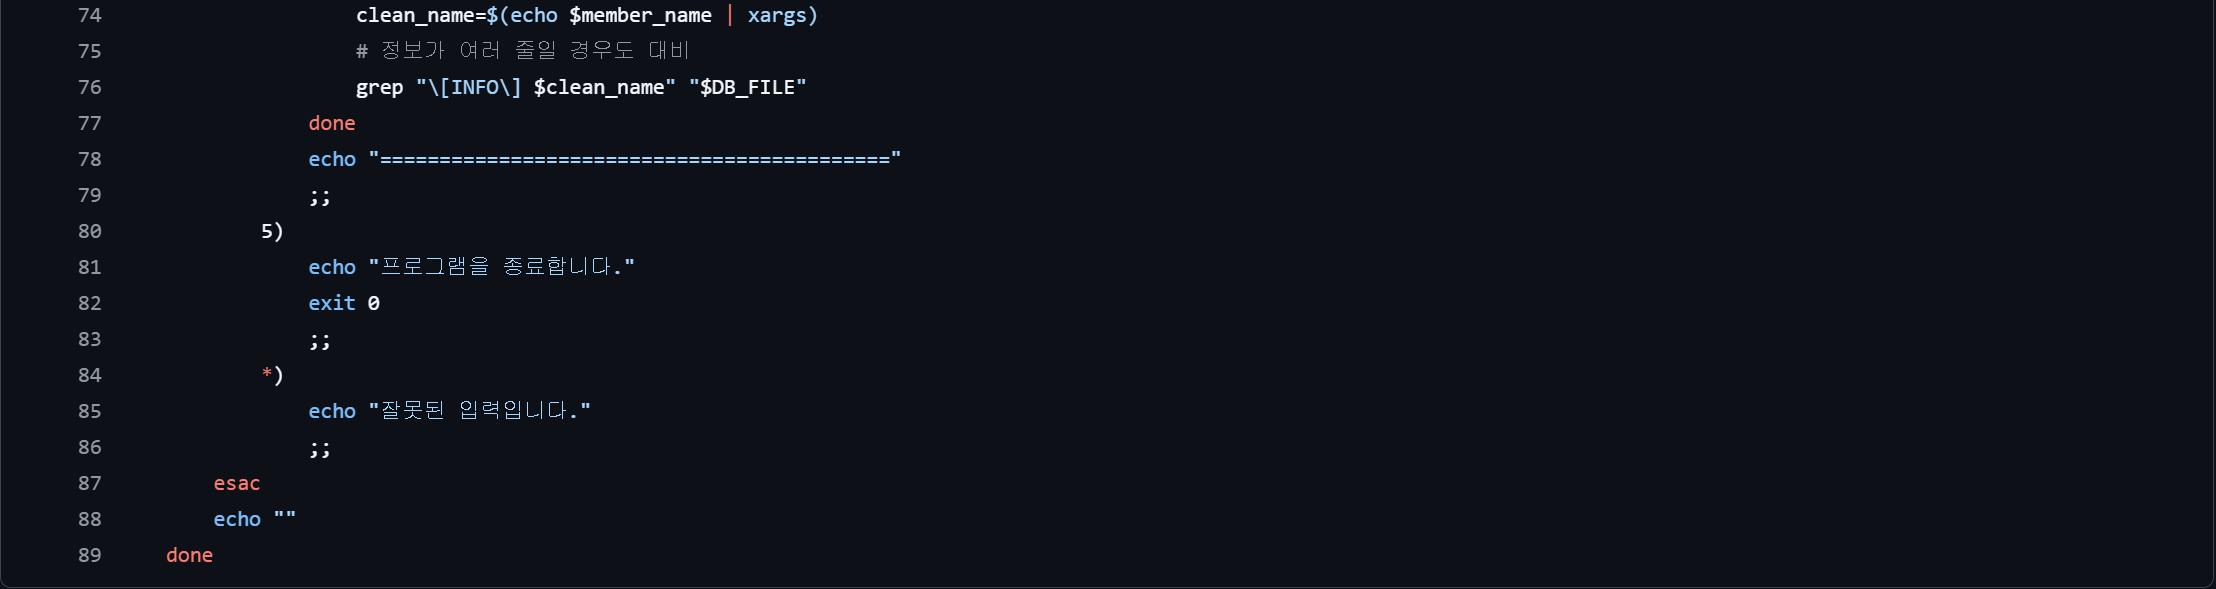 74 clean_name=$(echo $member_name | xargs)
75 # 정보가 여러 줄일 경우도 대비
76 grep "\[INFO\] $clean_name" "$DB_FILE"
77 done
78 echo "==========================================="
79 ;;
80 5)
81 echo "프로그램을 종료합니다."
82 exit 0
83 ;;
84 *)
85 echo "잘못된 입력입니다."
86 ;;
87 esac
88 echo ""
89 done